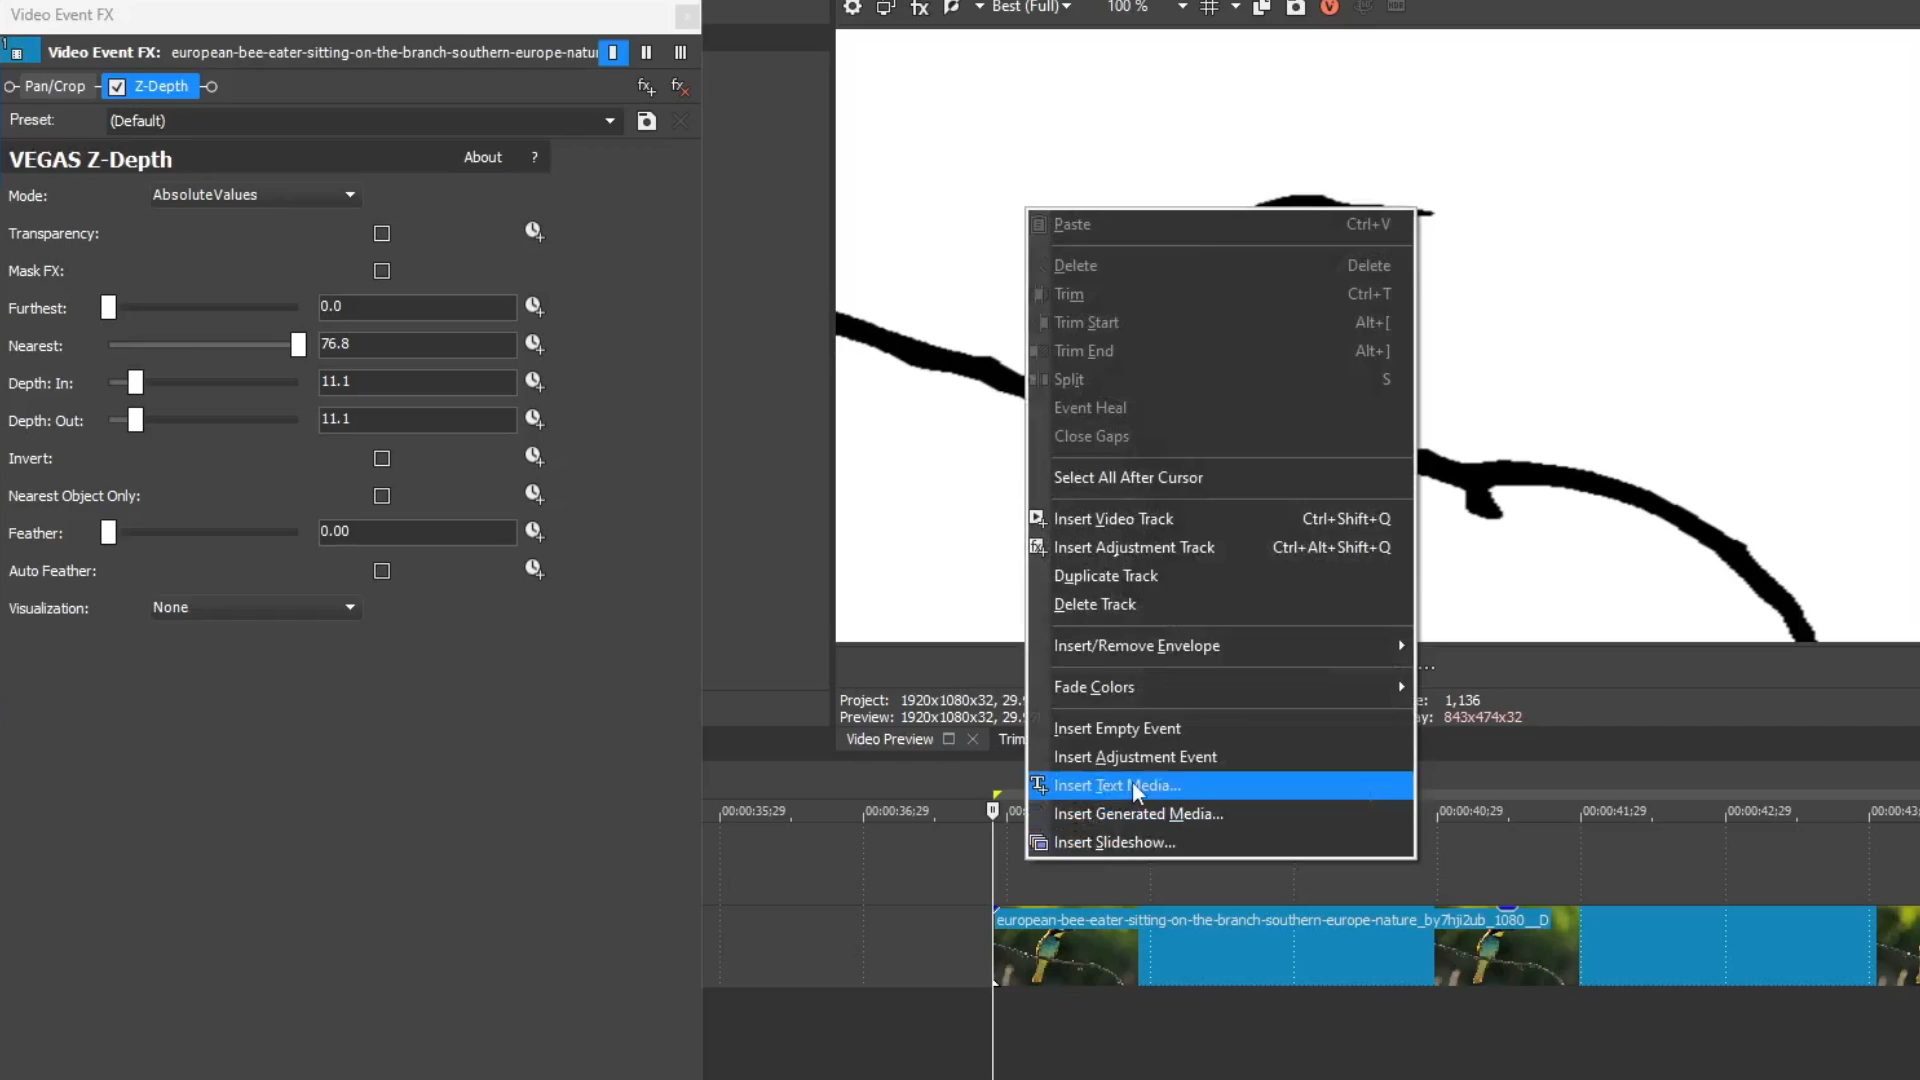 Video Event FX
Video Event FX: european-bee-eater-sitting-on-the-branch-southern-europe-natu
Best (Full)
100 %
Pan/Crop
Z-Depth
Preset: (Default)
VEGAS Z-Depth
About ?
Mode: AbsoluteValues
Transparency:
Mask FX:
Furthest: 0.0
Nearest: 76.8
Depth: In: 11.1
Depth: Out: 11.1
Invert:
Nearest Object Only:
Feather: 0.00
Auto Feather:
Visualization: None
Paste Ctrl+V
Delete Delete
Trim Ctrl+T
Trim Start Alt+[
Trim End Alt+]
Split S
Event Heal
Close Gaps
Select All After Cursor
Insert Video Track Ctrl+Shift+Q
Insert Adjustment Track Ctrl+Alt+Shift+Q
Duplicate Track
Delete Track
Insert/Remove Envelope
Fade Colors
Insert Empty Event
Insert Adjustment Event
Insert Text Media...
Insert Generated Media...
Insert Slideshow...
Project: 1920x1080x32, 29.
e: 1,136
Preview: 1920x1080x32, 29.
y: 843x474x32
Video Preview
Trim
00:00:35;29
00:00:36;29
00:
00:00:40;29
00:00:41;29
00:00:42;29
00:00:43
european-bee-eater-sitting-on-the-branch-southern-europe-nature_by7hji2ub_1080__D